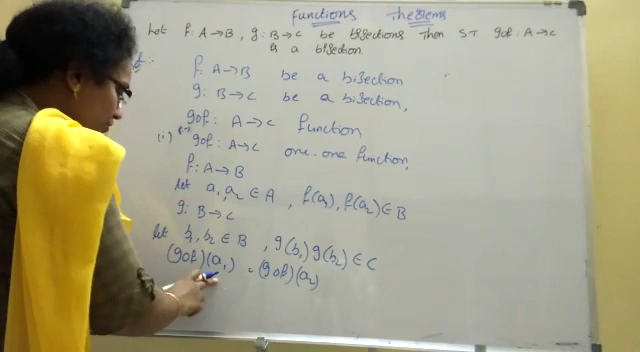 Functions Theorems
Let f: A→B, g: B→C be bijections Then S T gof: A→C
is a bijection
f: A→B be a bijection
g: B→C be a bijection,
gof: A→C function
(i) gof: A→C one-one function,
f: A→B
let a₁, a₂ ∈ A, f(a₁), f(a₂) ∈ B
g: B→C
let b₁, b₂ ∈ B, g(b₁) g(b₂) ∈ C
(gof)(a₁) = (gof)(a₂)